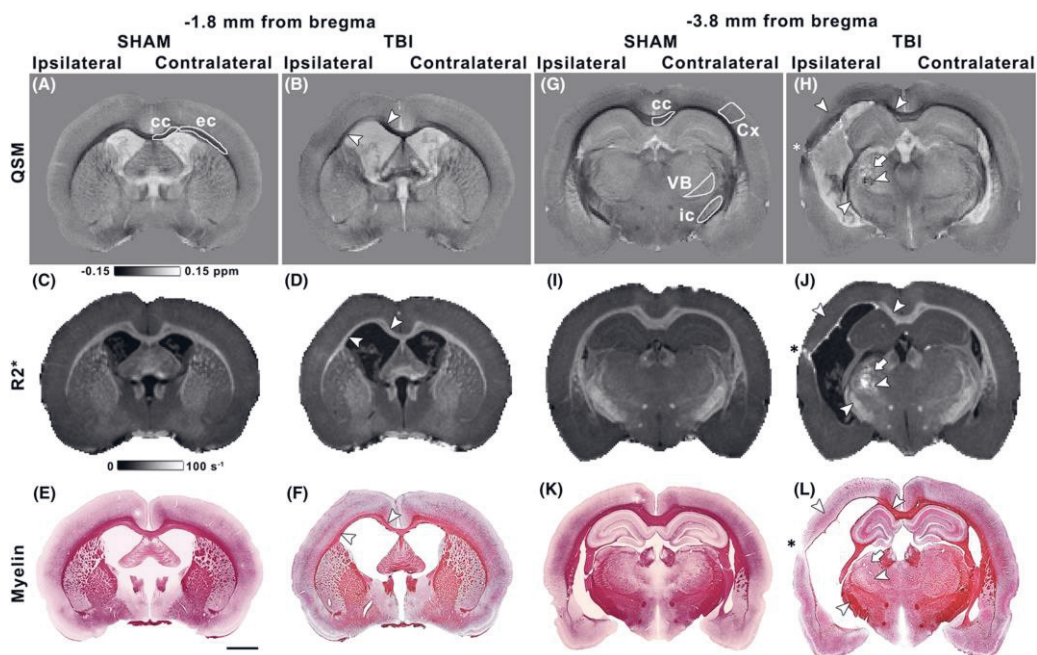 -1.8 mm from bregma
-3.8 mm from bregma
SHAM
TBI
SHAM
TBI
Ipsilateral Contralateral
Ipsilateral Contralateral
Ipsilateral Contralateral
Ipsilateral Contralateral
QSM
(A)
cc
ec
(B)
(G)
cc
Cx
VB
ic
(H)
*
-0.15 0.15 ppm
R2*
(C)
(D)
(I)
(J)
*
0 100 s⁻¹
Myelin
(E)
(F)
(K)
(L)
*